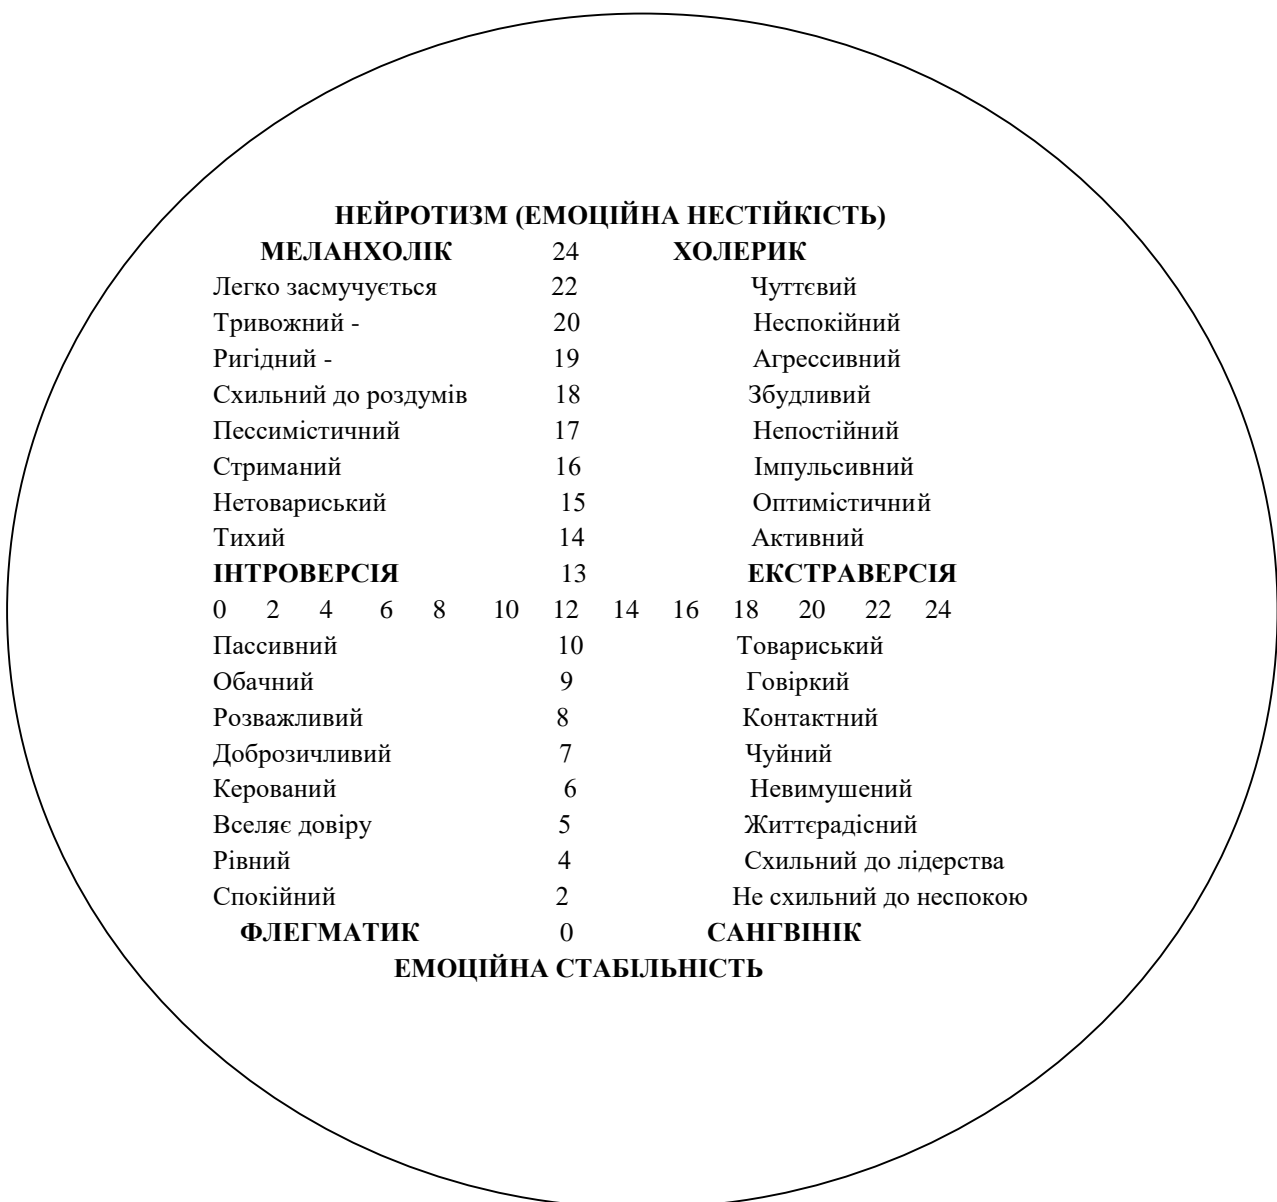 НЕЙРОТИЗМ (ЕМОЦІЙНА НЕСТІЙКІСТЬ)
МЕЛАНХОЛІК 24 ХОЛЕРИК
Легко засмучується 22 Чуттєвий
Тривожний - 20 Неспокійний
Ригідний - 19 Агрессивний
Схильний до роздумів 18 Збудливий
Пессимістичний 17 Непостійний
Стриманий 16 Імпульсивний
Нетовариський 15 Оптимістичний
Тихий 14 Активний
ІНТРОВЕРСІЯ 13 ЕКСТРАВЕРСІЯ
0 2 4 6 8 10 12 14 16 18 20 22 24
Пассивний 10 Товариський
Обачний 9 Говіркий
Розважливий 8 Контактний
Доброзичливий 7 Чуйний
Керований 6 Невимушений
Вселяє довіру 5 Життєрадісний
Рівний 4 Схильний до лідерства
Спокійний 2 Не схильний до неспокою
ФЛЕГМАТИК 0 САНГВІНІК
ЕМОЦІЙНА СТАБІЛЬНІСТЬ